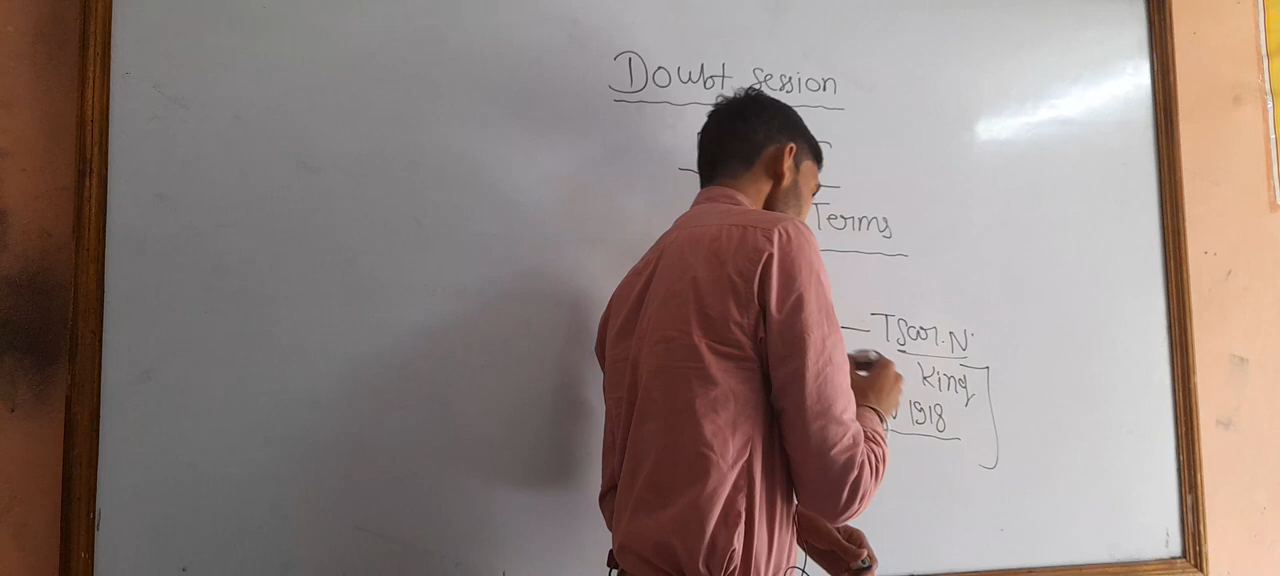 Doubt session
Terms
— Tsar. N.
King
1918